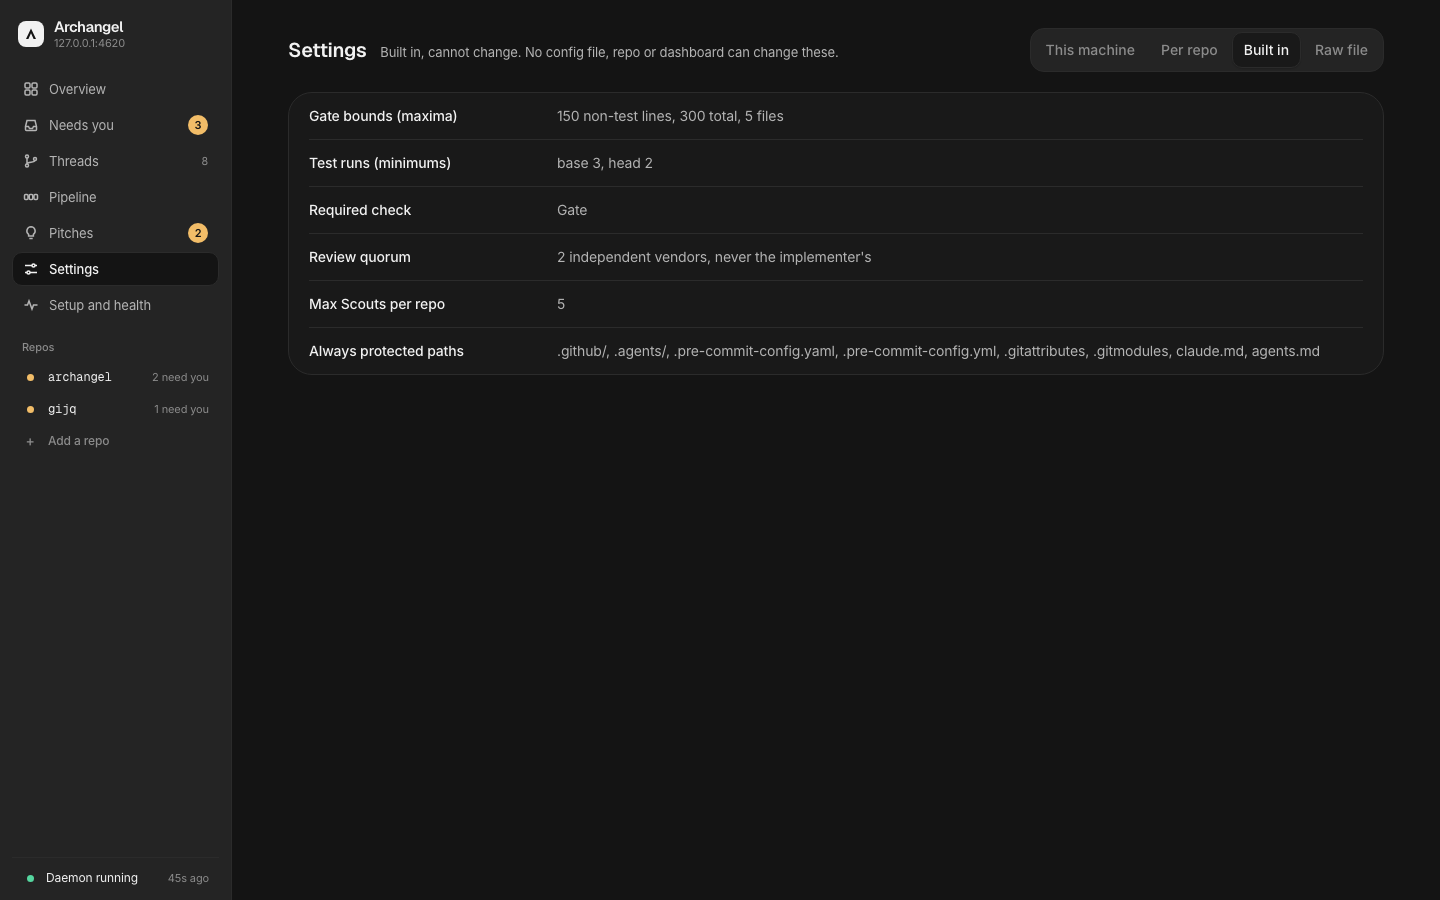 Archangel
127.0.0.1:4620
Overview
Needs you 3
Threads 8
Pipeline
Pitches 2
Settings
Setup and health
Repos
archangel 2 need you
gijq 1 need you
+ Add a repo
Daemon running 45s ago
Settings Built in, cannot change. No config file, repo or dashboard can change these.
This machine Per repo Built in Raw file
Gate bounds (maxima) 150 non-test lines, 300 total, 5 files
Test runs (minimums) base 3, head 2
Required check Gate
Review quorum 2 independent vendors, never the implementer's
Max Scouts per repo 5
Always protected paths .github/, .agents/, .pre-commit-config.yaml, .pre-commit-config.yml, .gitattributes, .gitmodules, claude.md, agents.md